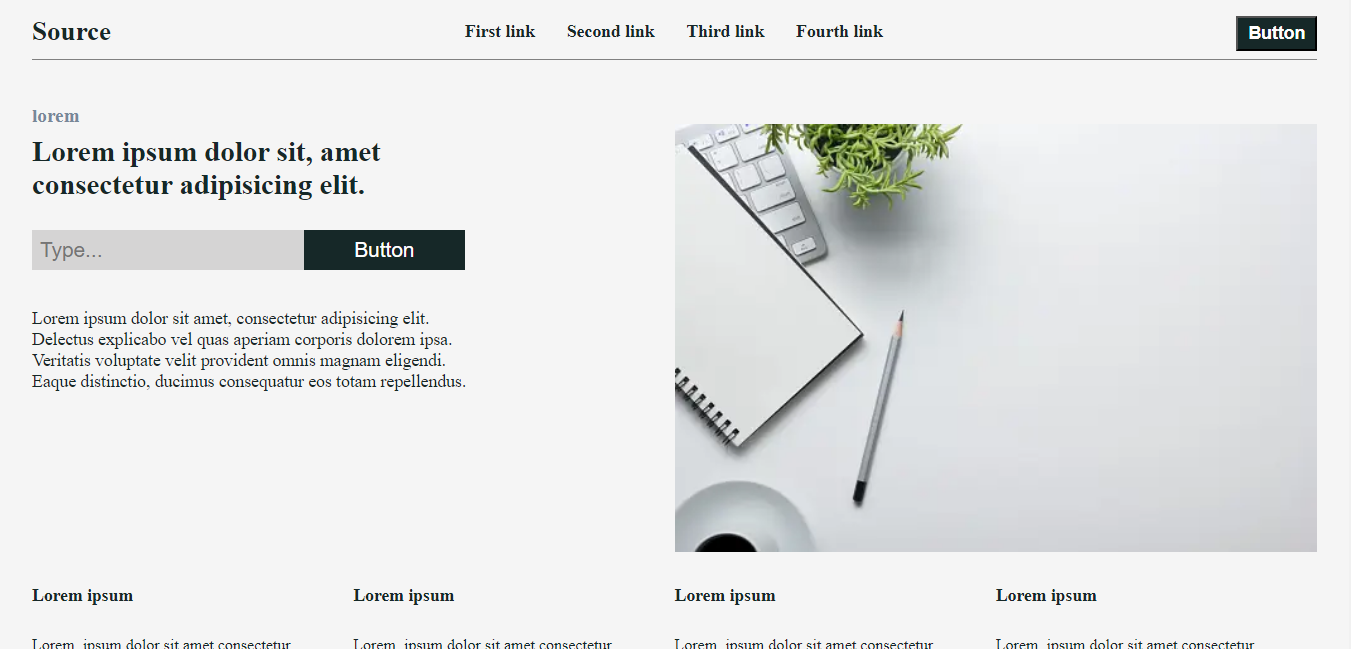 Source
First link
Second link
Third link
Fourth link
Button
lorem
Lorem ipsum dolor sit, amet
consectetur adipisicing elit.
Type...
Button
Lorem ipsum dolor sit amet, consectetur adipisicing elit.
Delectus explicabo vel quas aperiam corporis dolorem ipsa.
Veritatis voluptate velit provident omnis magnam eligendi.
Eaque distinctio, ducimus consequatur eos totam repellendus.
Lorem ipsum
Lorem, ipsum dolor sit amet consectetur
Lorem ipsum
Lorem, ipsum dolor sit amet consectetur
Lorem ipsum
Lorem, ipsum dolor sit amet consectetur
Lorem ipsum
Lorem, ipsum dolor sit amet consectetur